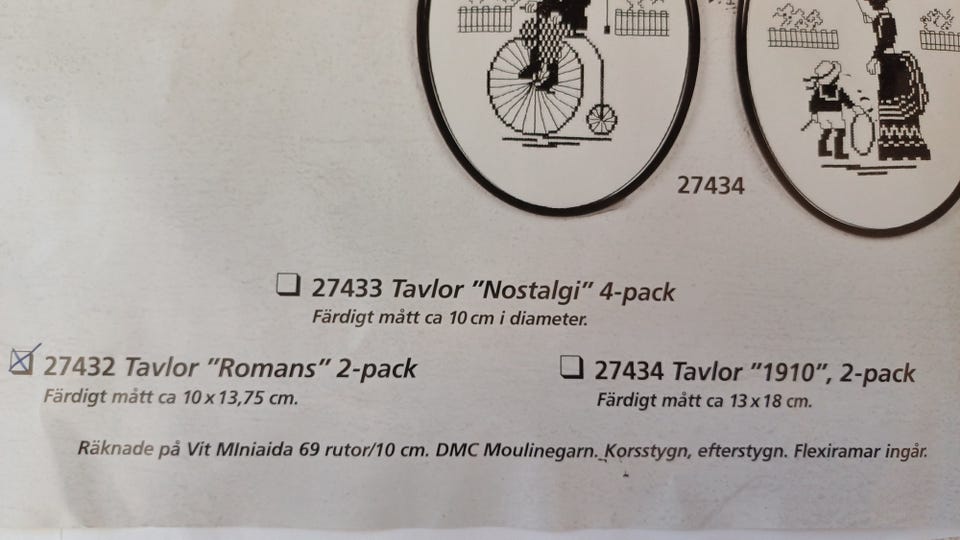 27434
27433 Tavlor ”Nostalgi” 4-pack
Färdigt mått ca 10 cm i diameter.
27432 Tavlor ”Romans” 2-pack
Färdigt mått ca 10 x 13,75 cm.
27434 Tavlor ”1910”, 2-pack
Färdigt mått ca 13 x 18 cm.
Räknade på Vit MIniaida 69 rutor/10 cm. DMC Moulinegarn. Korsstygn, efterstygn. Flexiramar ingår.